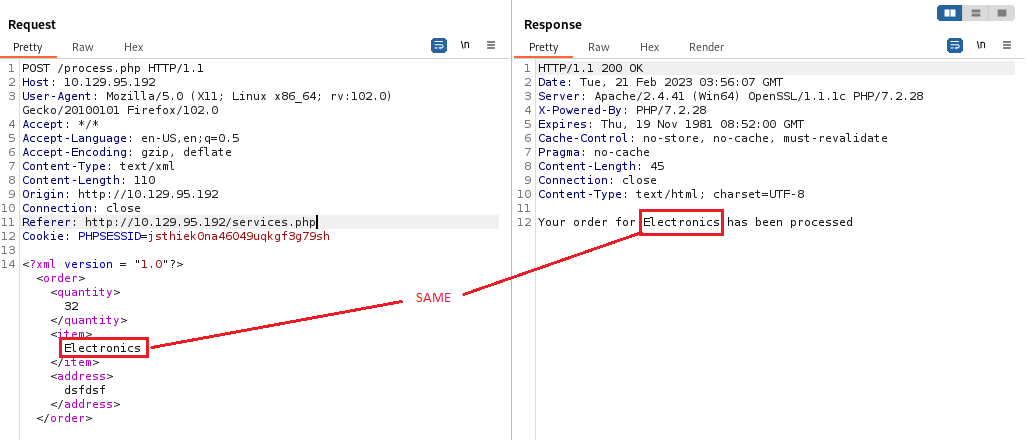 Request
Pretty Raw Hex
\n
1 POST /process.php HTTP/1.1
2 Host: 10.129.95.192
3 User-Agent: Mozilla/5.0 (X11; Linux x86_64; rv:102.0)
Gecko/20100101 Firefox/102.0
4 Accept: */*
5 Accept-Language: en-US,en;q=0.5
6 Accept-Encoding: gzip, deflate
7 Content-Type: text/xml
8 Content-Length: 110
9 Origin: http://10.129.95.192
10 Connection: close
11 Referer: http://10.129.95.192/services.php
12 Cookie: PHPSESSID=jsthiek0na46049uqkgf3g79sh
13
14 <?xml version = "1.0"?>
<order>
<quantity>
32
</quantity>
<item>
Electronics
</item>
<address>
dsfdsf
</address>
</order>
SAME
Response
Pretty Raw Hex Render
\n
1 HTTP/1.1 200 OK
2 Date: Tue, 21 Feb 2023 03:56:07 GMT
3 Server: Apache/2.4.41 (Win64) OpenSSL/1.1.1c PHP/7.2.28
4 X-Powered-By: PHP/7.2.28
5 Expires: Thu, 19 Nov 1981 08:52:00 GMT
6 Cache-Control: no-store, no-cache, must-revalidate
7 Pragma: no-cache
8 Content-Length: 45
9 Connection: close
10 Content-Type: text/html; charset=UTF-8
11
12 Your order for Electronics has been processed